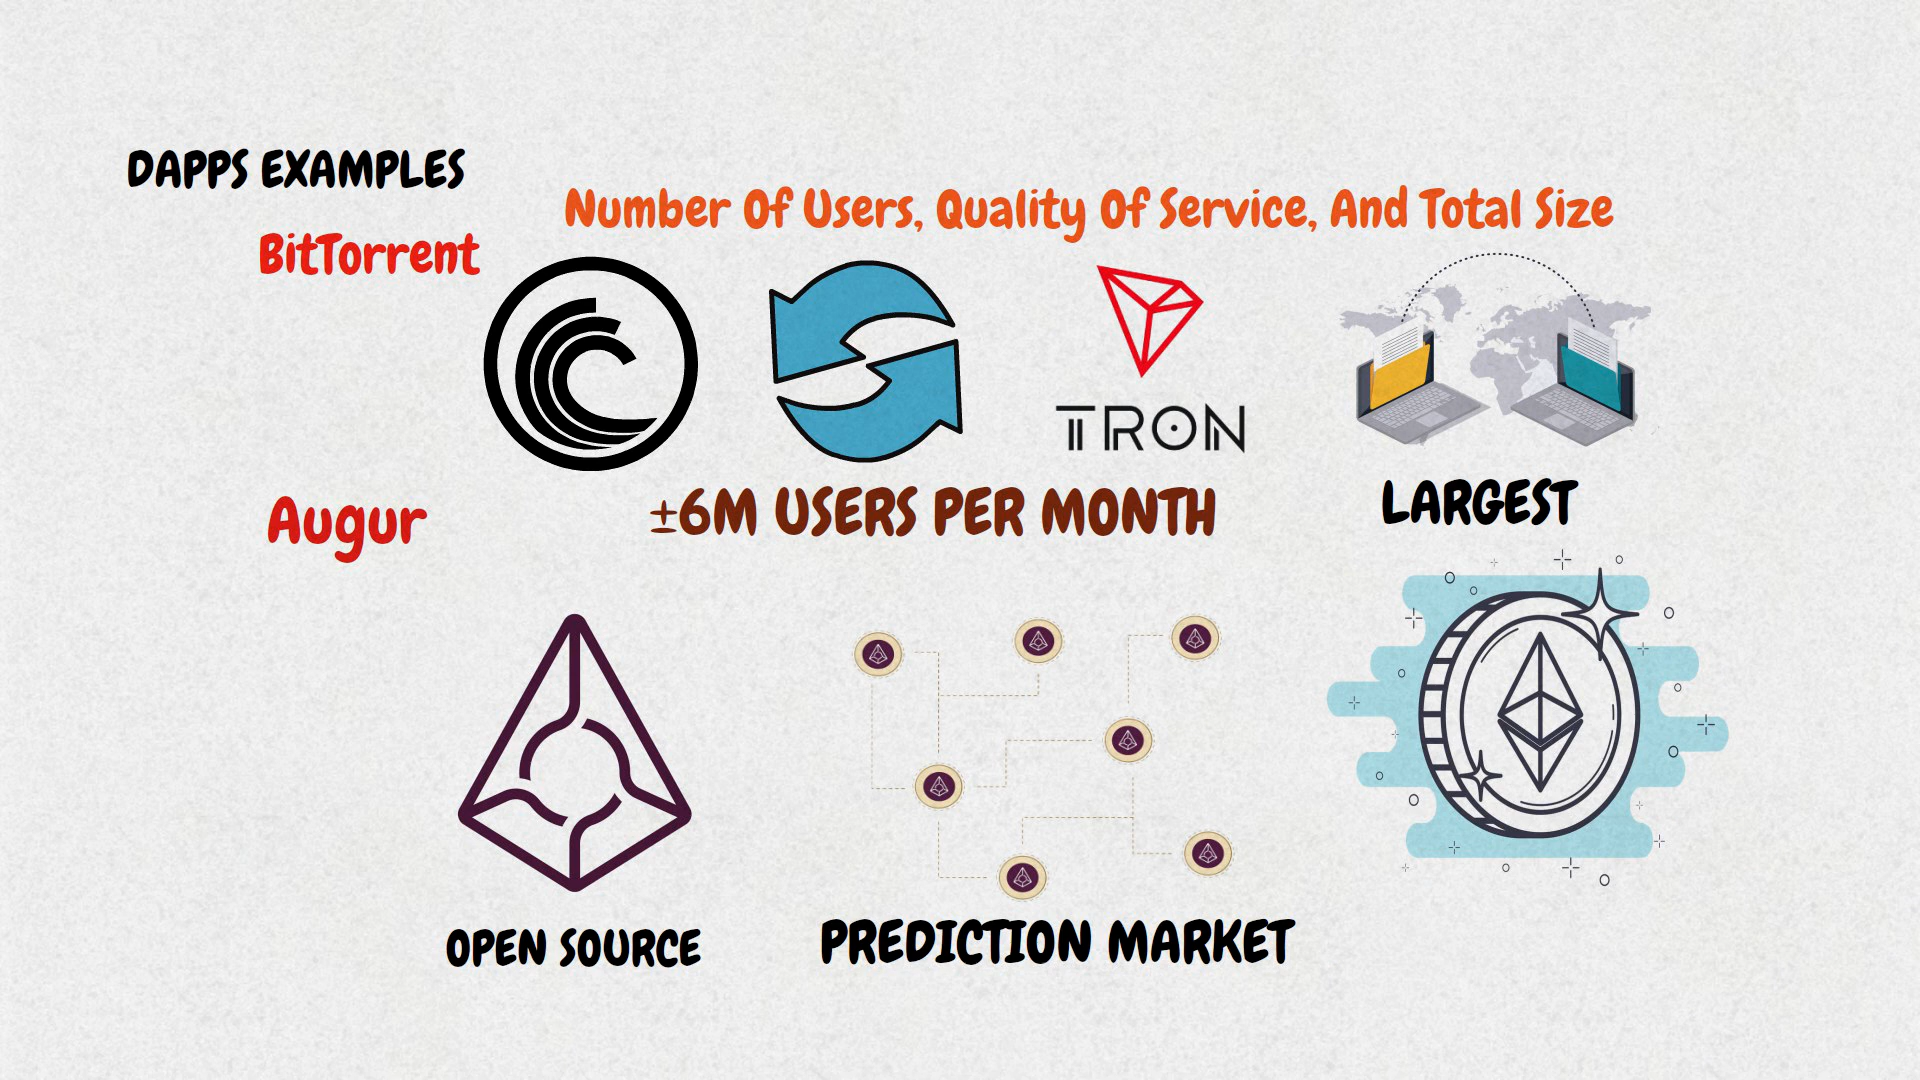 DAPPS EXAMPLES
Number Of Users, Quality Of Service, And Total Size
BitTorrent
TRON
LARGEST
±6M USERS PER MONTH
Augur
OPEN SOURCE
PREDICTION MARKET